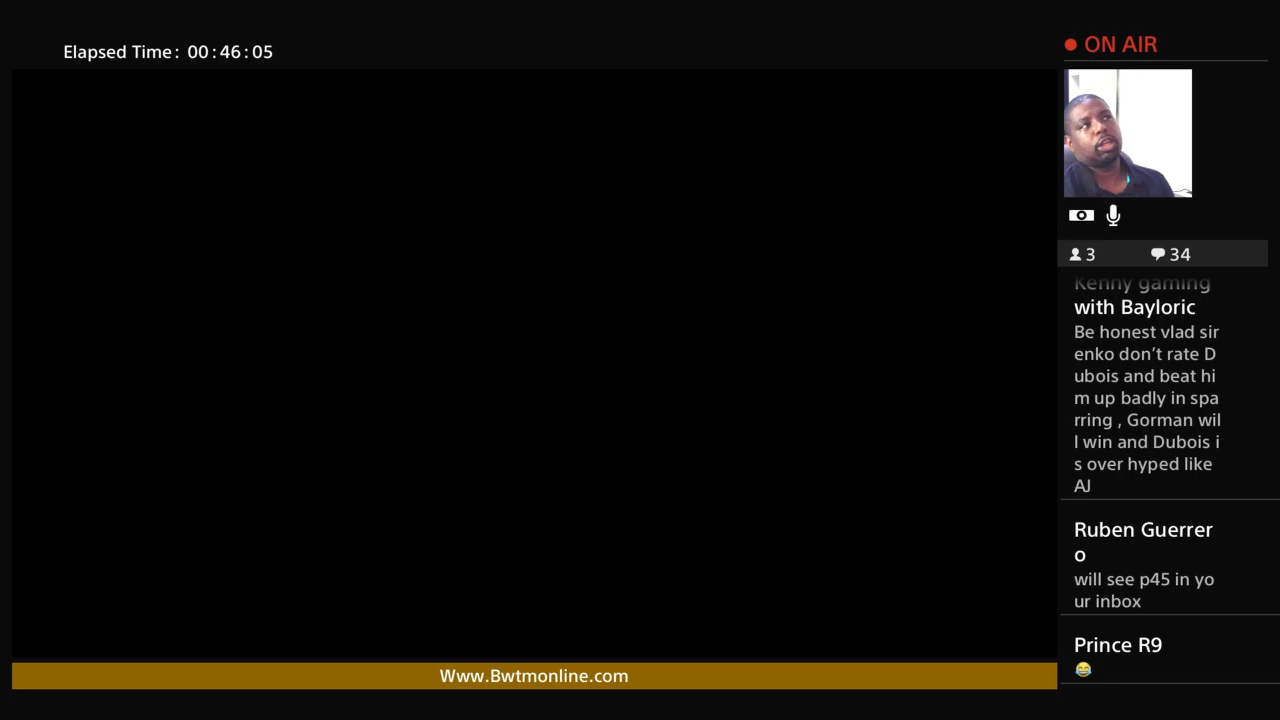 Elapsed Time: 00:46:05
ON AIR
3 34
Kenny gaming
with Bayloric
Be honest vlad sir
enko don’t rate D
ubois and beat hi
m up badly in spa
rring , Gorman wil
l win and Dubois i
s over hyped like
AJ
Ruben Guerrer
o
will see p45 in yo
ur inbox
Prince R9
😂
Www.Bwtmonline.com